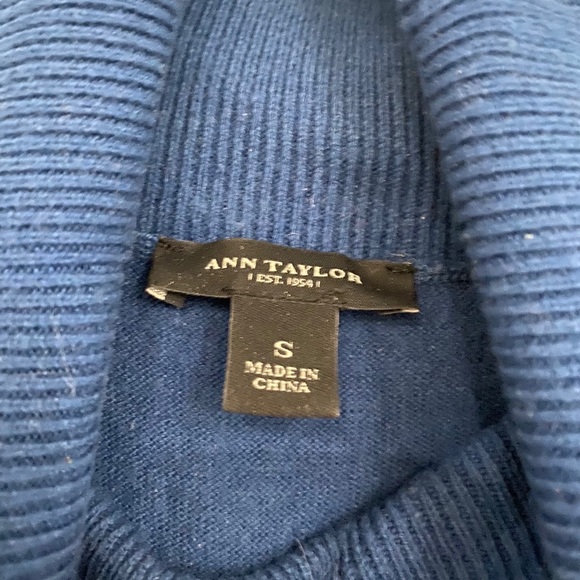 ANN TAYLOR
EST. 1954
S
MADE IN
CHINA